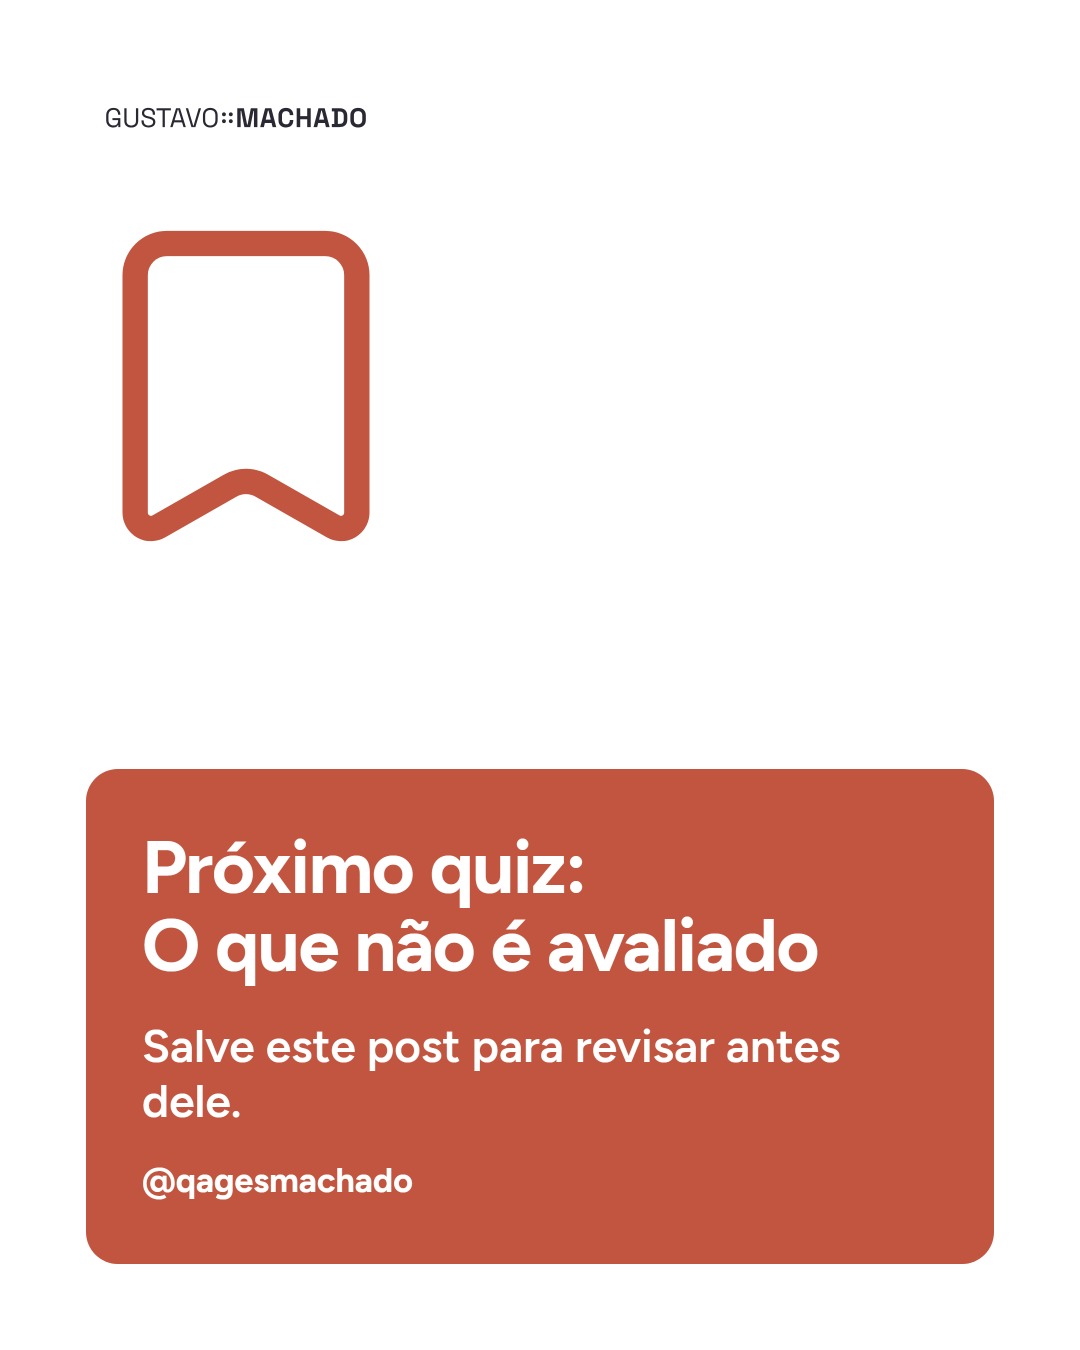 GUSTAVO::MACHADO
Próximo quiz:
O que não é avaliado
Salve este post para revisar antes
dele.
@qagesmachado